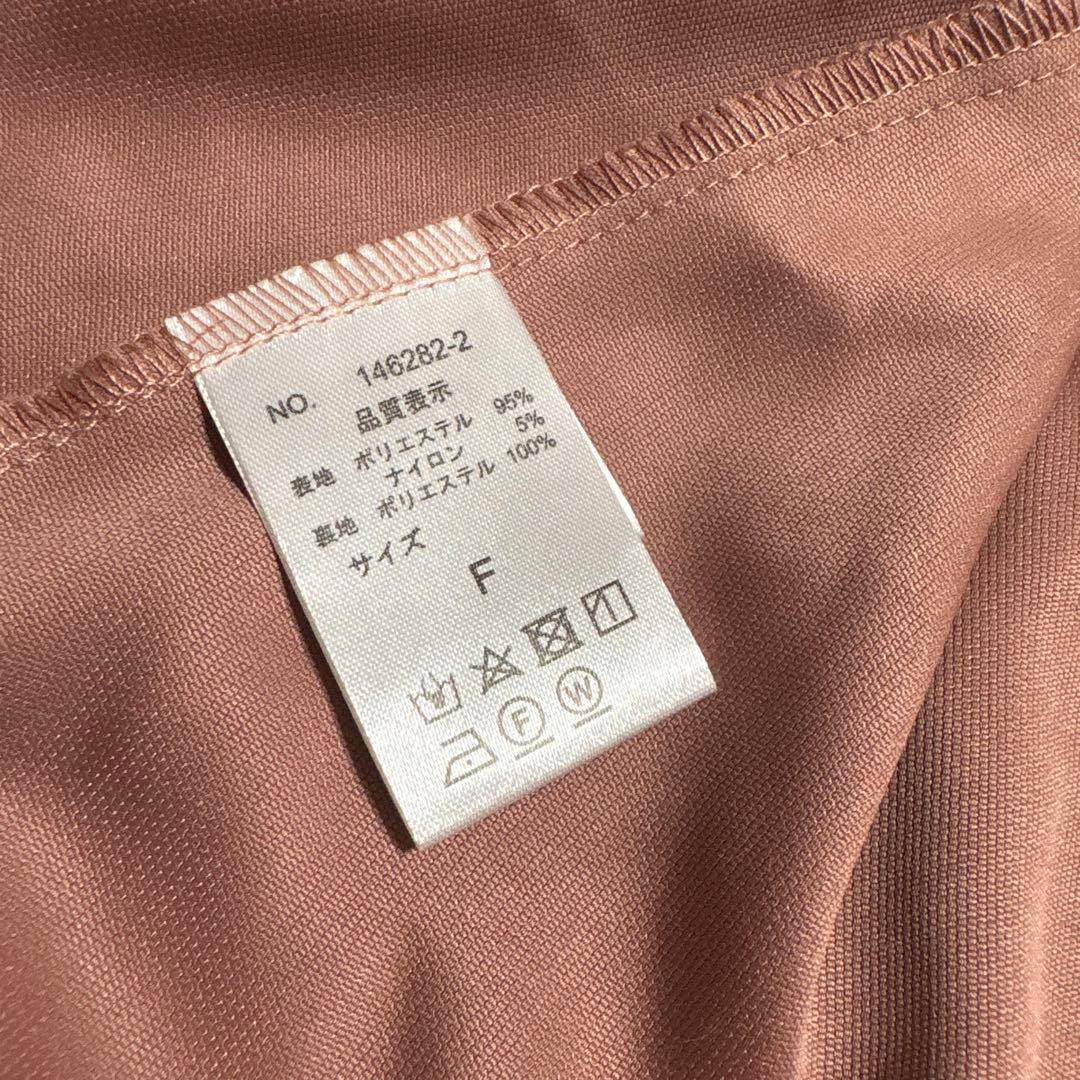 NO. 146282-2
品質表示
表地 ポリエステル 95%
ナイロン 5%
裏地 ポリエステル 100%
サイズ
F
F W